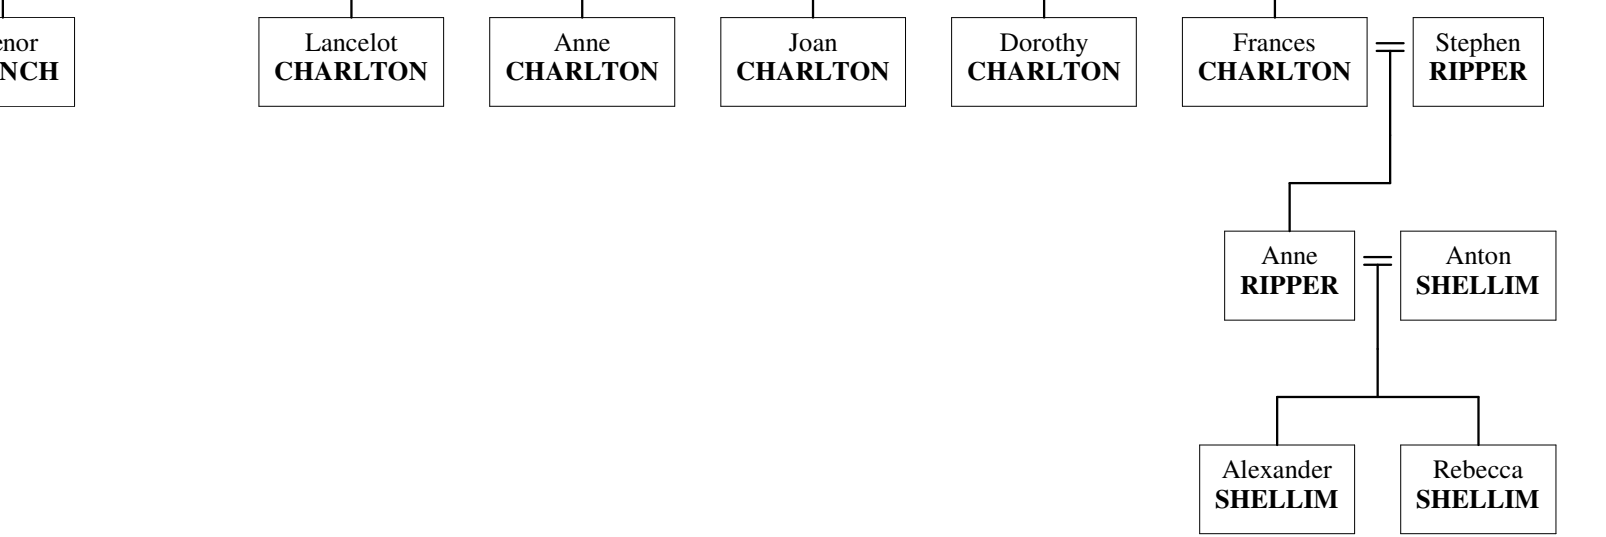 Lancelot
CHARLTON
Anne
CHARLTON
Joan
CHARLTON
Dorothy
CHARLTON
Frances
CHARLTON
Stephen
RIPPER
Anne
RIPPER
Anton
SHELLIM
Alexander
SHELLIM
Rebecca
SHELLIM